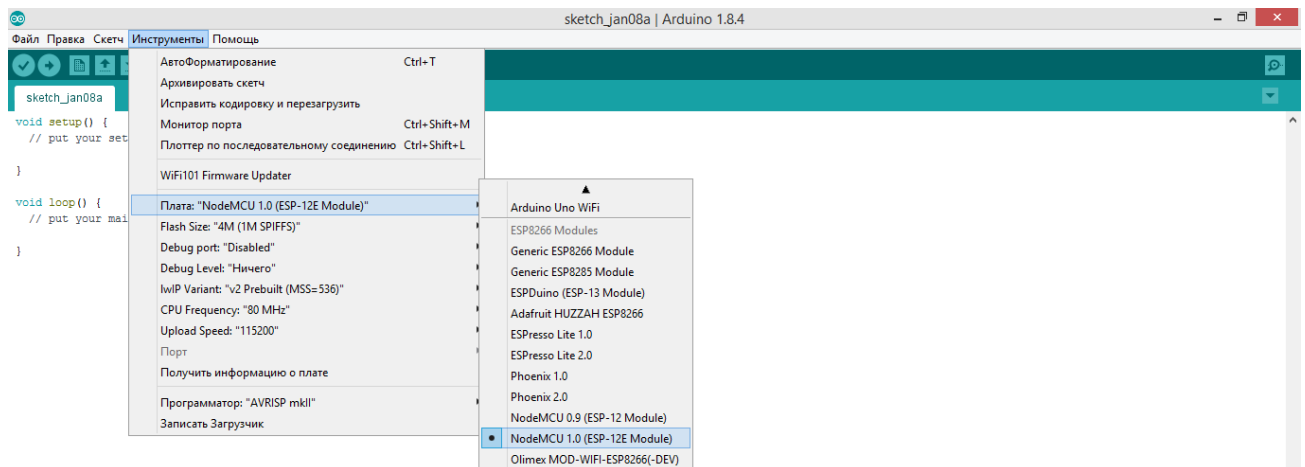 sketch_jan08a | Arduino 1.8.4
Файл Правка Скетч Инструменты Помощь
sketch_jan08a
void setup() {
// put your set
}
void loop() {
// put your mai
}
АвтоФорматирование Ctrl+T
Архивировать скетч
Исправить кодировку и перезагрузить
Монитор порта Ctrl+Shift+M
Плоттер по последовательному соединению Ctrl+Shift+L
WiFi101 Firmware Updater
Плата: "NodeMCU 1.0 (ESP-12E Module)"
Flash Size: "4M (1M SPIFFS)"
Debug port: "Disabled"
Debug Level: "Ничего"
IwIP Variant: "v2 Prebuilt (MSS=536)"
CPU Frequency: "80 MHz"
Upload Speed: "115200"
Порт
Получить информацию о плате
Программатор: "AVRISP mkII"
Записать Загрузчик
Arduino Uno WiFi
ESP8266 Modules
Generic ESP8266 Module
Generic ESP8285 Module
ESPDuino (ESP-13 Module)
Adafruit HUZZAH ESP8266
ESPresso Lite 1.0
ESPresso Lite 2.0
Phoenix 1.0
Phoenix 2.0
NodeMCU 0.9 (ESP-12 Module)
NodeMCU 1.0 (ESP-12E Module)
Olimex MOD-WIFI-ESP8266(-DEV)